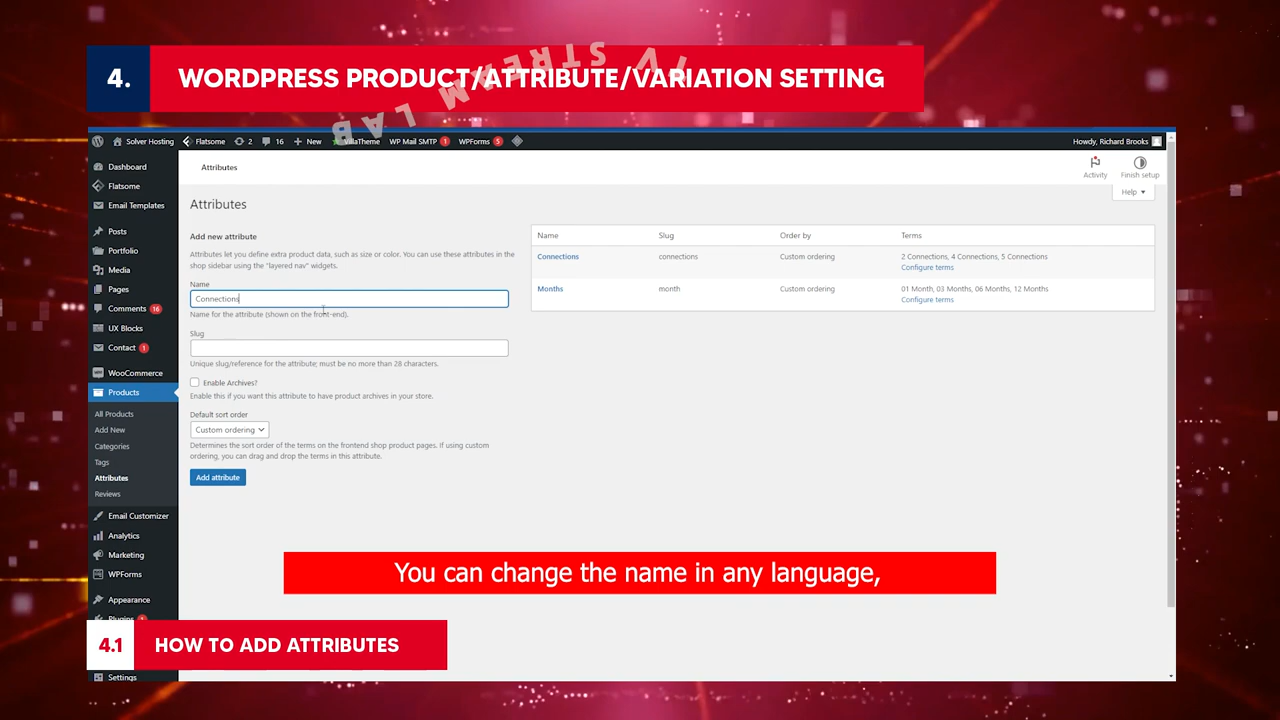 4. WORDPRESS PRODUCT/ATTRIBUTE/VARIATION SETTING
TV STREAM LAB
Solver Hosting Flatsome 2 16 New VillaTheme WP Mail SMTP 1 WPForms 5 Howdy, Richard Brooks
Dashboard
Flatsome
Email Templates
Posts
Portfolio
Media
Pages
Comments 16
UX Blocks
Contact 1
WooCommerce
Products
All Products
Add New
Categories
Tags
Attributes
Reviews
Email Customizer
Analytics
Marketing
WPForms
Appearance
Plugins
Settings
Attributes
Activity
Finish setup
Help
Attributes
Add new attribute
Attributes let you define extra product data, such as size or color. You can use these attributes in the
shop sidebar using the "layered nav" widgets.
Name
Connections
Name for the attribute (shown on the front-end).
Slug
Unique slug/reference for the attribute; must be no more than 28 characters.
Enable Archives?
Enable this if you want this attribute to have product archives in your store.
Default sort order
Custom ordering
Determines the sort order of the terms on the frontend shop product pages. If using custom
ordering, you can drag and drop the terms in this attribute.
Add attribute
Name Slug Order by Terms
Connections connections Custom ordering 2 Connections, 4 Connections, 5 Connections
Configure terms
Months month Custom ordering 01 Month, 03 Months, 06 Months, 12 Months
Configure terms
You can change the name in any language,
4.1 HOW TO ADD ATTRIBUTES